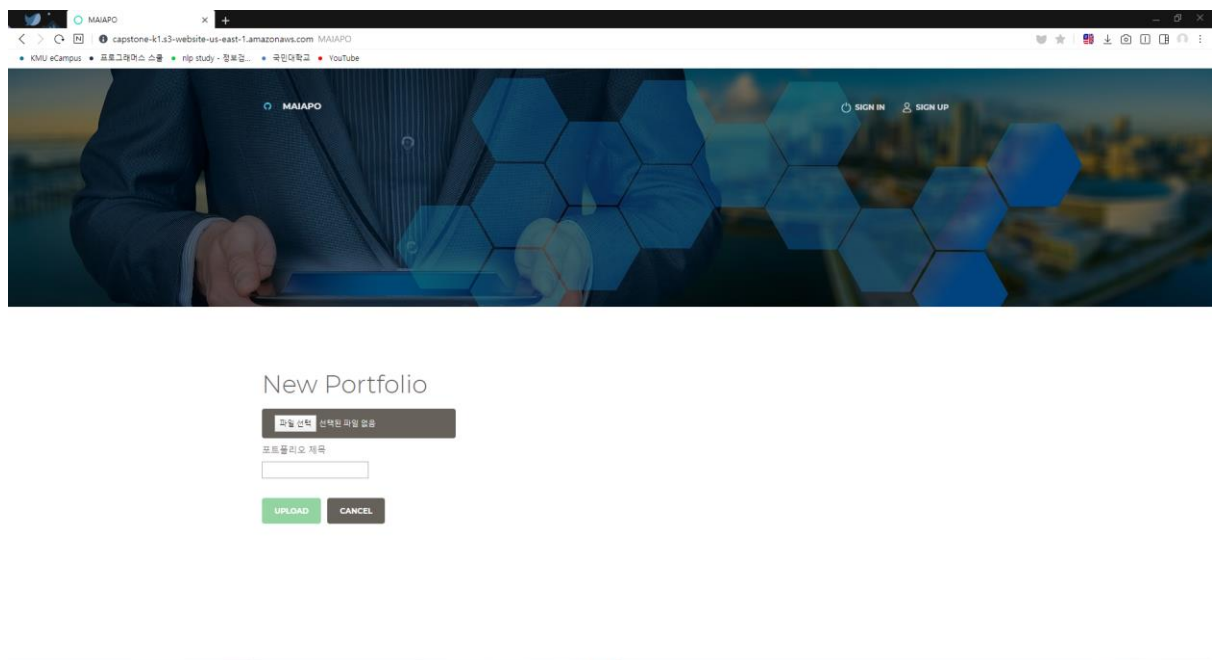 MAIAPO
capstone-k1.s3-website-us-east-1.amazonaws.com MAIAPO
KMU eCampus 프로그래머스 스쿨 nlp study - 정보검... 국민대학교 YouTube
MAIAPO SIGN IN SIGN UP
New Portfolio
파일 선택 선택된 파일 없음
포트폴리오 제목
UPLOAD CANCEL